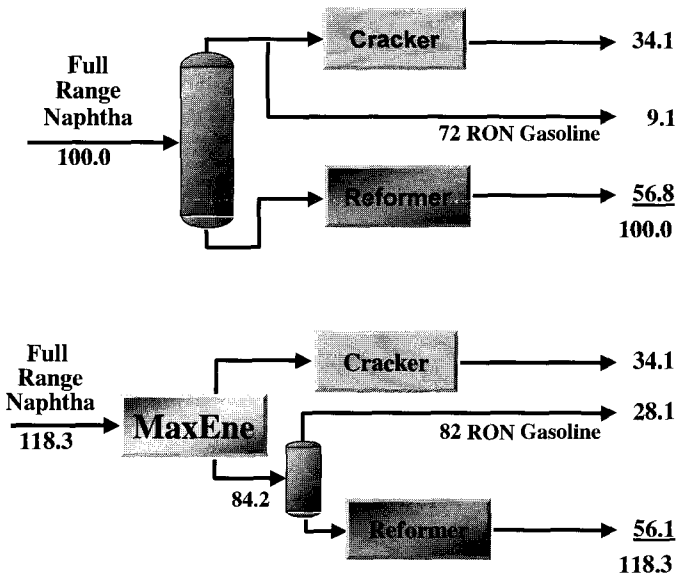 Cracker
34.1
Full
Range
Naphtha
100.0
72 RON Gasoline
9.1
Reformer
56.8
100.0
Full
Range
Naphtha
118.3
MaxEne
Cracker
34.1
82 RON Gasoline
28.1
84.2
Reformer
56.1
118.3